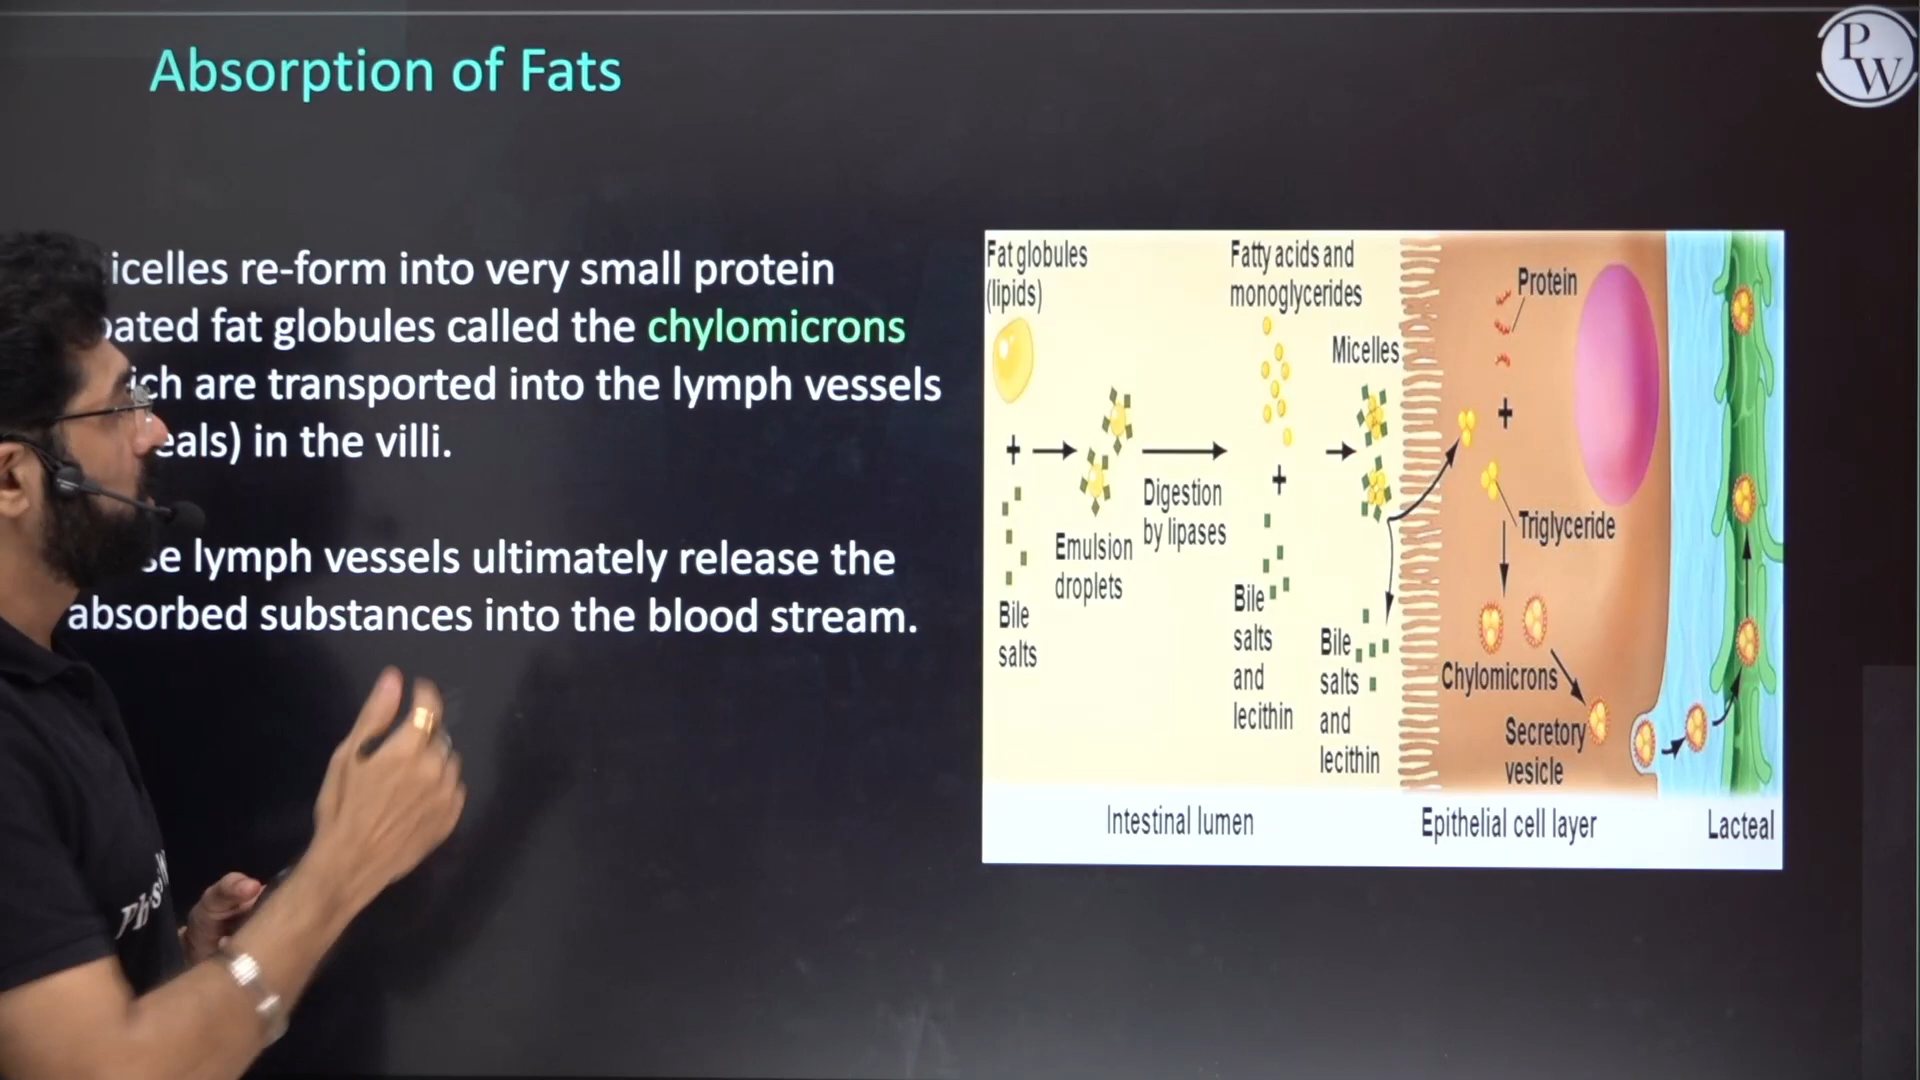 Absorption of Fats
PW
icelles re-form into very small protein
ated fat globules called the chylomicrons
ich are transported into the lymph vessels
eals) in the villi.
se lymph vessels ultimately release the
absorbed substances into the blood stream.
Fat globules
(lipids)
+
Bile
salts
Emulsion
droplets
Digestion
by lipases
Fatty acids and
monoglycerides
+
Bile
salts
and
lecithin
Micelles
Bile
salts
and
lecithin
Protein
+
Triglyceride
Chylomicrons
Secretory
vesicle
Intestinal lumen
Epithelial cell layer
Lacteal